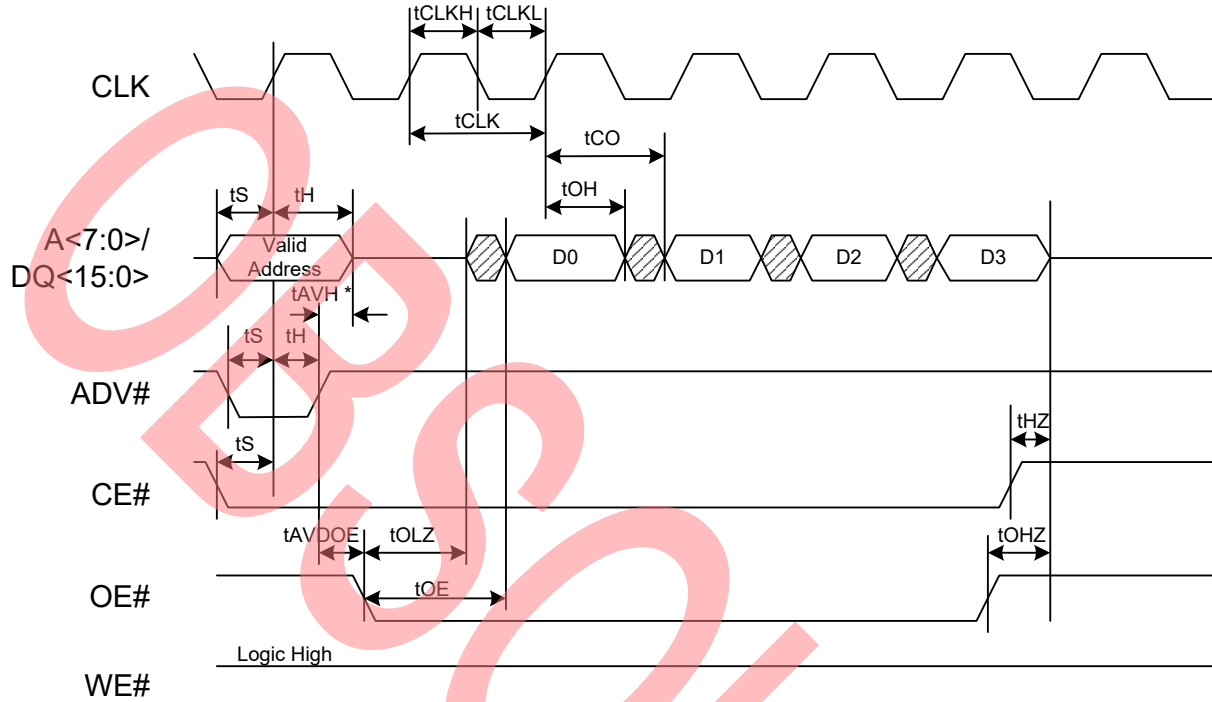 tCLKH tCLKL
CLK
tCLK
tCO
tOH
tS tH
A<7:0>/
DQ<15:0>
Valid
Address
D0 D1 D2 D3
tAVH *
tS tH
ADV#
tHZ
tS
CE#
tAVDOE tOLZ tOHZ
tOE
OE#
Logic High
WE#
OBSO